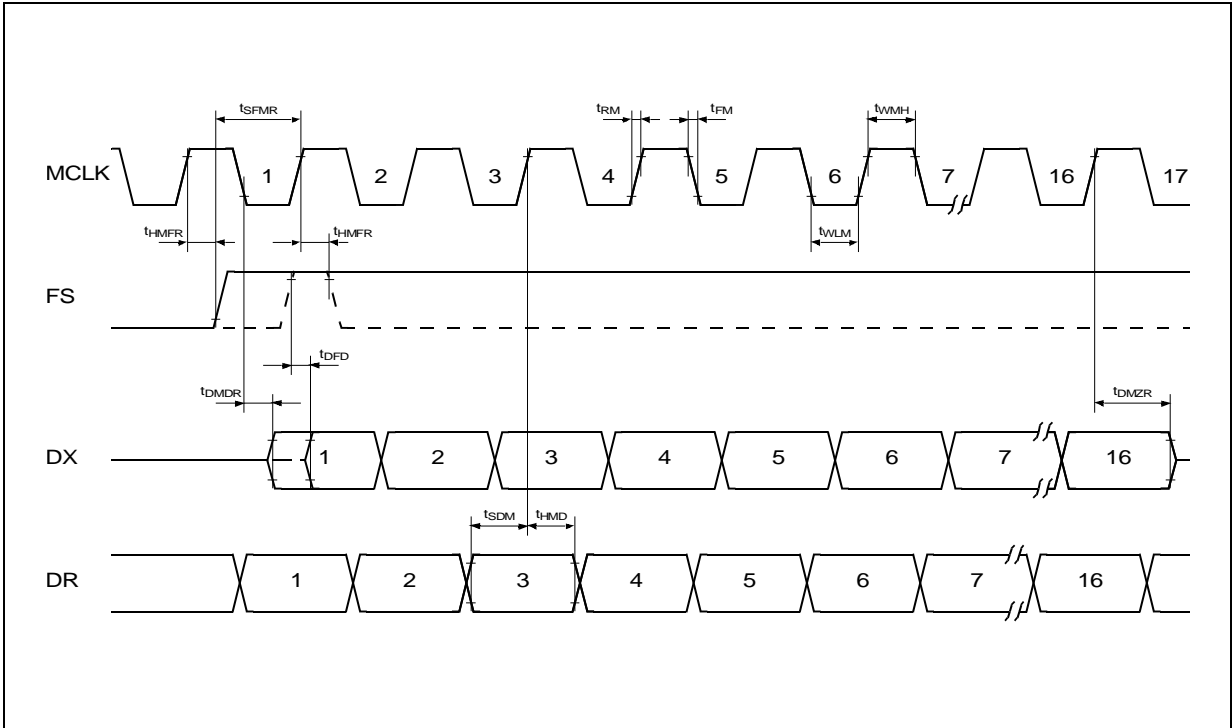 tSFMR tRM tFM tWMH
MCLK 1 2 3 4 5 6 7 16 17
tHMFR tHMFR tWLM
FS
tDFD
tDMDR tDMZR
DX 1 2 3 4 5 6 7 16
tSDM tHMD
DR 1 2 3 4 5 6 7 16